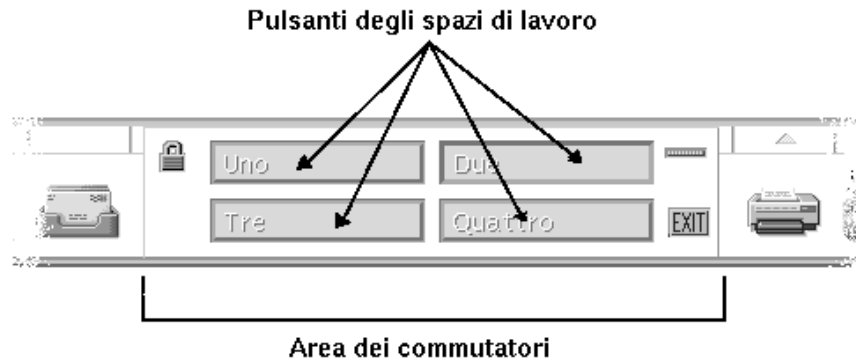 Pulsanti degli spazi di lavoro
Uno
Due
Tre
Quattro
EXIT
Area dei commutatori